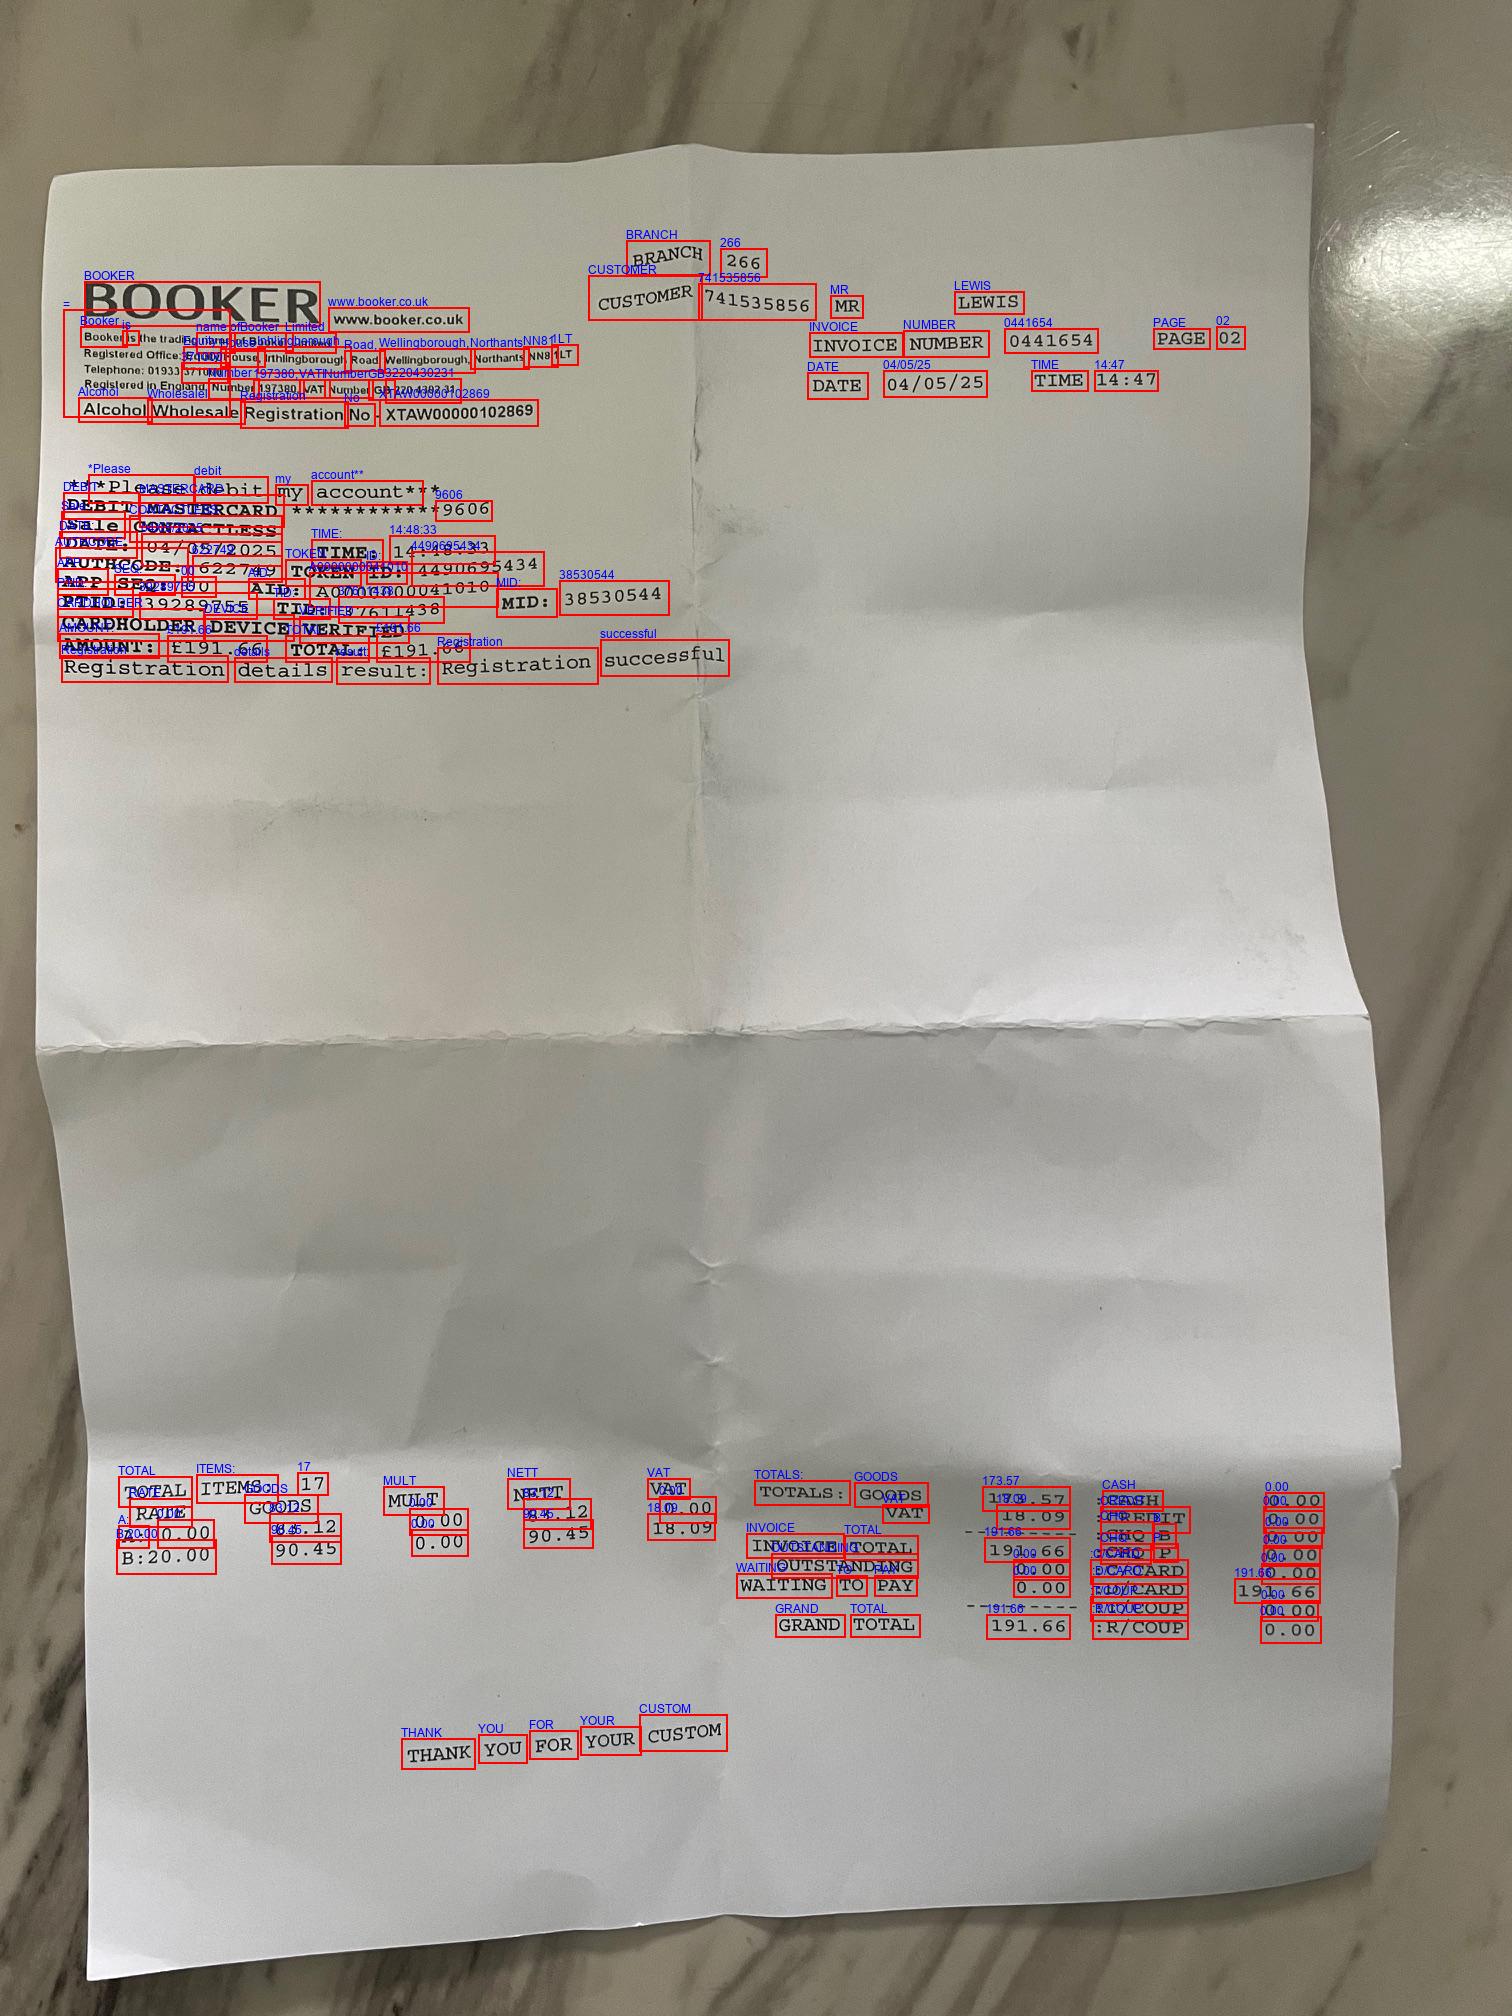 BRANCH 266
CUSTOMER 741535856 MR LEWIS
BOOKER www.booker.co.uk
Booker is the trading name of Booker Limited
Registered Office: Equity House, Irthlingborough Road, Wellingborough, Northants NN8 1LT
Telephone: 01933 371000
Registered in England, Number 197380, VAT Number GB 220 4302 31
Alcohol Wholesale Registration No - XTAW00000102869
INVOICE NUMBER 0441654 PAGE 02
DATE 04/05/25 TIME 14:47
***Please debit my account***
DEBIT MASTERCARD ************9606
Sale CONTACTLESS
DATE: 04/05/2025 TIME: 14:48:33
AUTHCODE: 622749 TOKEN ID: 4490695434
APP SEQ: 00 AID: A0000000041010
PTID: 39289755 TID: 07611438 MID: 38530544
CARDHOLDER DEVICE VERIFIED
AMOUNT: £191.66 TOTAL: £191.66
Registration details result: Registration successful
TOTAL ITEMS: 17
RATE GOODS MULT NETT VAT
A: 0.00 83.12 0.00 83.12 0.00
B:20.00 90.45 0.00 90.45 18.09
TOTALS: GOODS 173.57 :CASH 0.00
VAT 18.09 :CREDIT 0.00
--------- :CHQ B 0.00
INVOICE TOTAL 191.66 :CHQ P 0.00
OUTSTANDING 0.00 :C/CARD 0.00
WAITING TO PAY 0.00 :D/CARD 191.66
--------- :T/COUP 0.00
GRAND TOTAL 191.66 :R/COUP 0.00
THANK YOU FOR YOUR CUSTOM